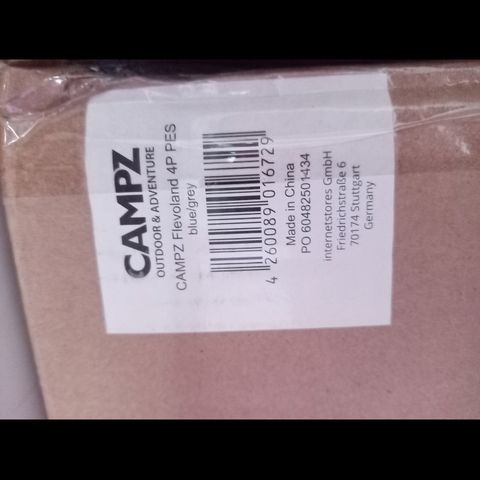 CAMPZ
OUTDOOR & ADVENTURE
CAMPZ Flevoland 4P PES
blue/grey
4 260089 016729
Made in China
PO 60482501434
internetstores GmbH
Friedrichstraße 6
70174 Stuttgart
Germany